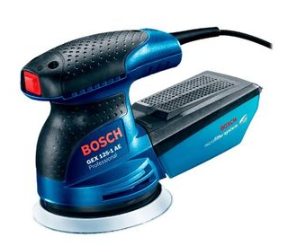 BOSCH
GEX 125-1 AE
Professional